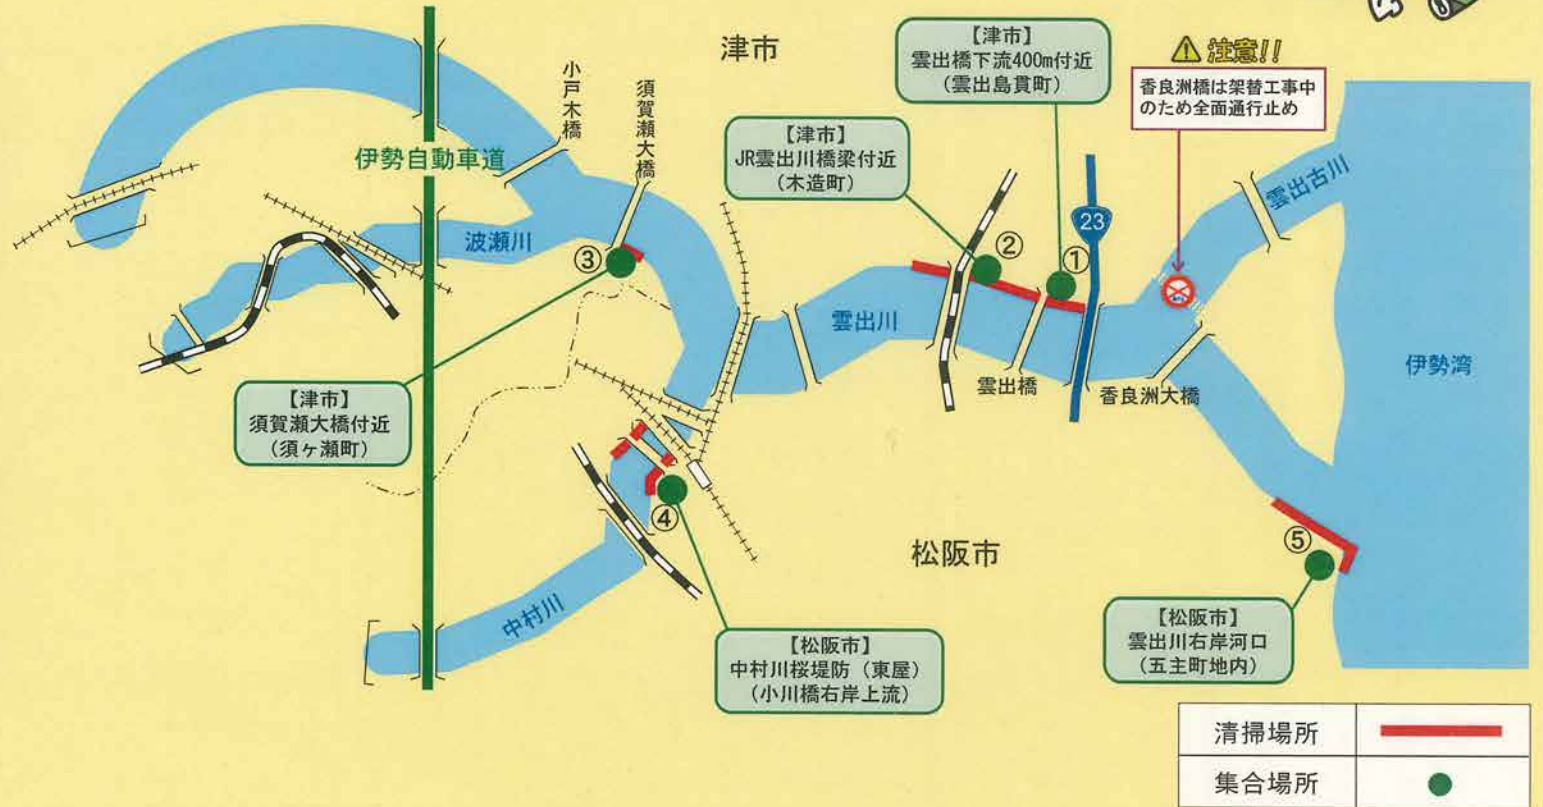 津市
【津市】
雲出橋下流400m付近
(雲出島貫町)
注意!!
香良洲橋は架替工事中
のため全面通行止め
小戸木橋
須賀瀬大橋
【津市】
JR雲出川橋梁付近
(木造町)
伊勢自動車道
雲出古川
23
波瀬川
③
②
①
雲出川
伊勢湾
雲出橋
香良洲大橋
【津市】
須賀瀬大橋付近
(須ヶ瀬町)
④
松阪市
⑤
中村川
【松阪市】
中村川桜堤防(東屋)
(小川橋右岸上流)
【松阪市】
雲出川右岸河口
(五主町地内)
清掃場所
集合場所